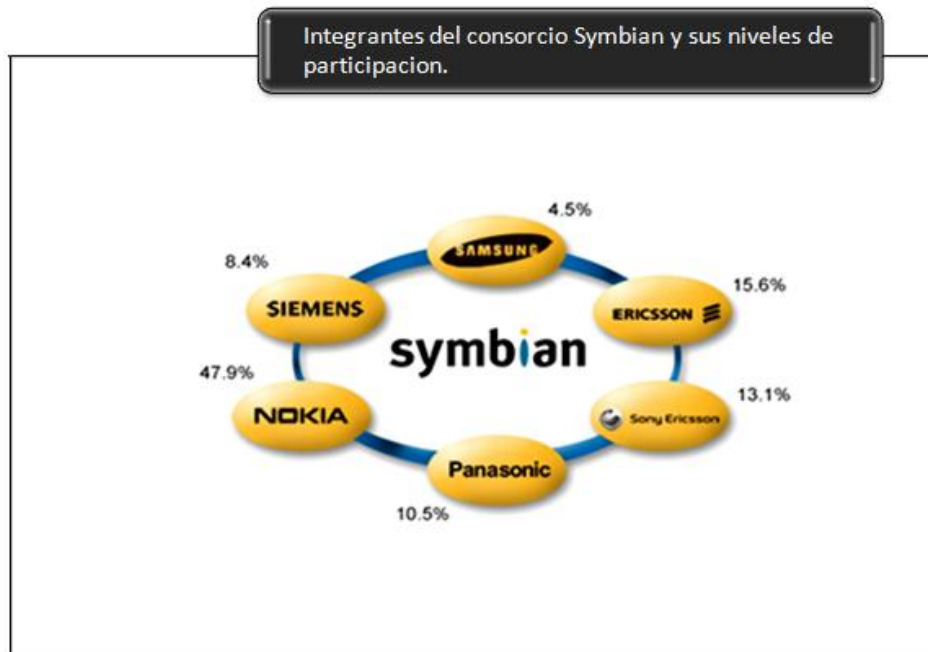 Integrantes del consorcio Symbian y sus niveles de
participacion.
4.5%
SAMSUNG
8.4%
SIEMENS
15.6%
ERICSSON
symbian
47.9%
NOKIA
13.1%
Sony Ericsson
Panasonic
10.5%